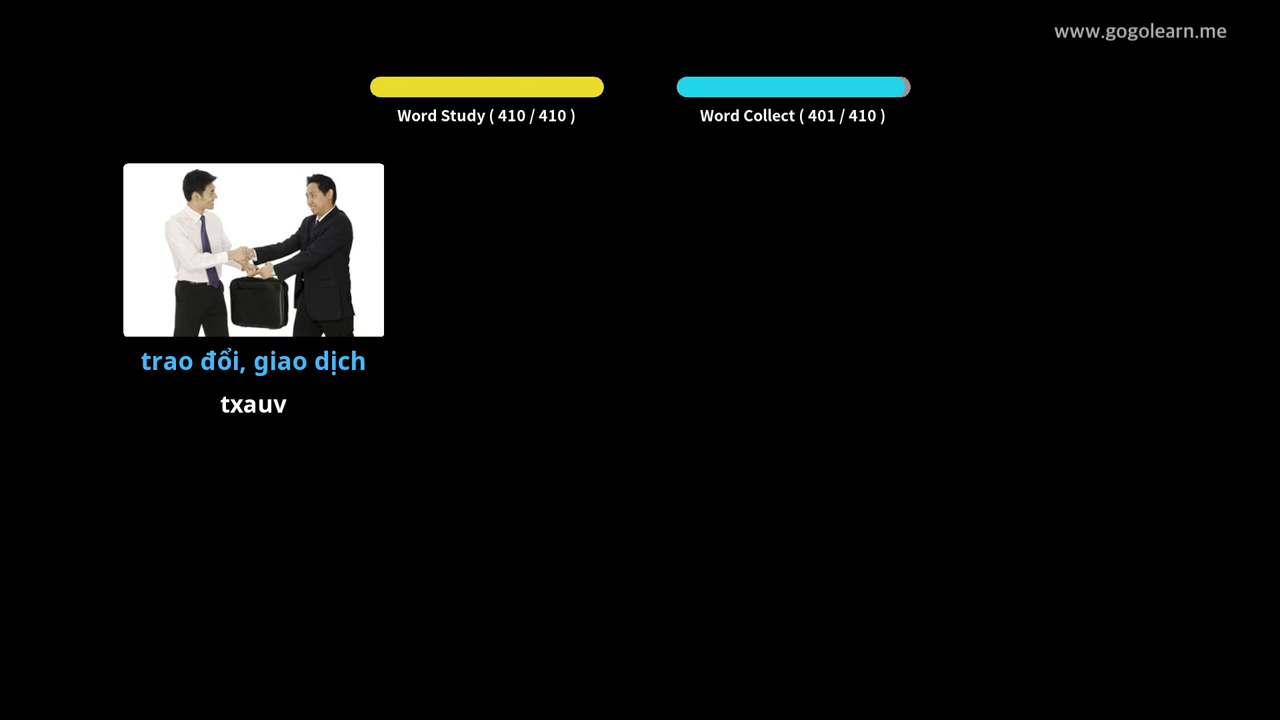 www.gogolearn.me
Word Study ( 410 / 410 )
Word Collect ( 401 / 410 )
trao đổi, giao dịch
txauv